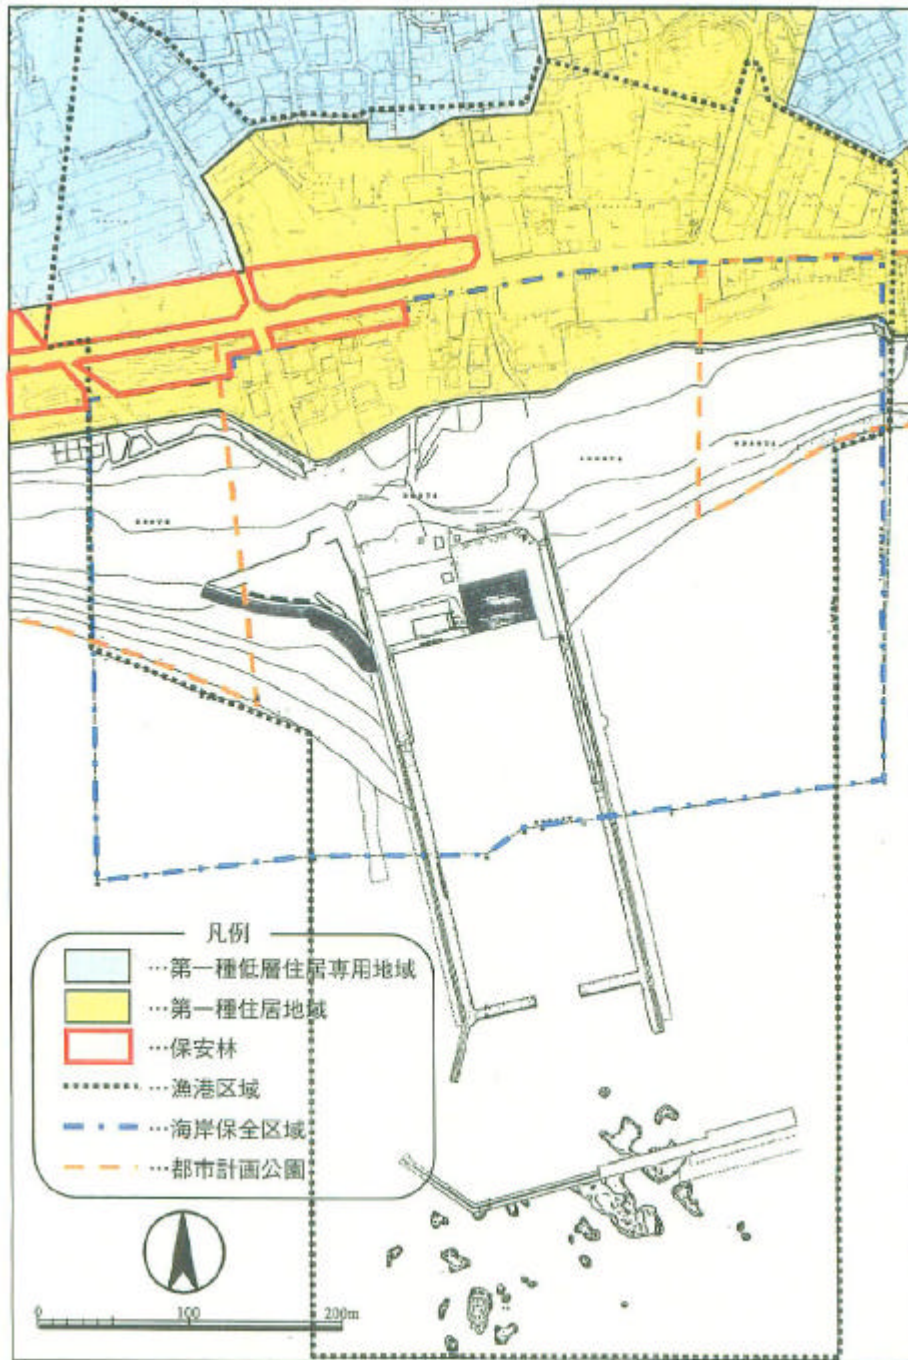 凡例
…第一種低層住居専用地域
…第一種住居地域
…保安林
…漁港区域
…海岸保全区域
…都市計画公園
0 100 200m